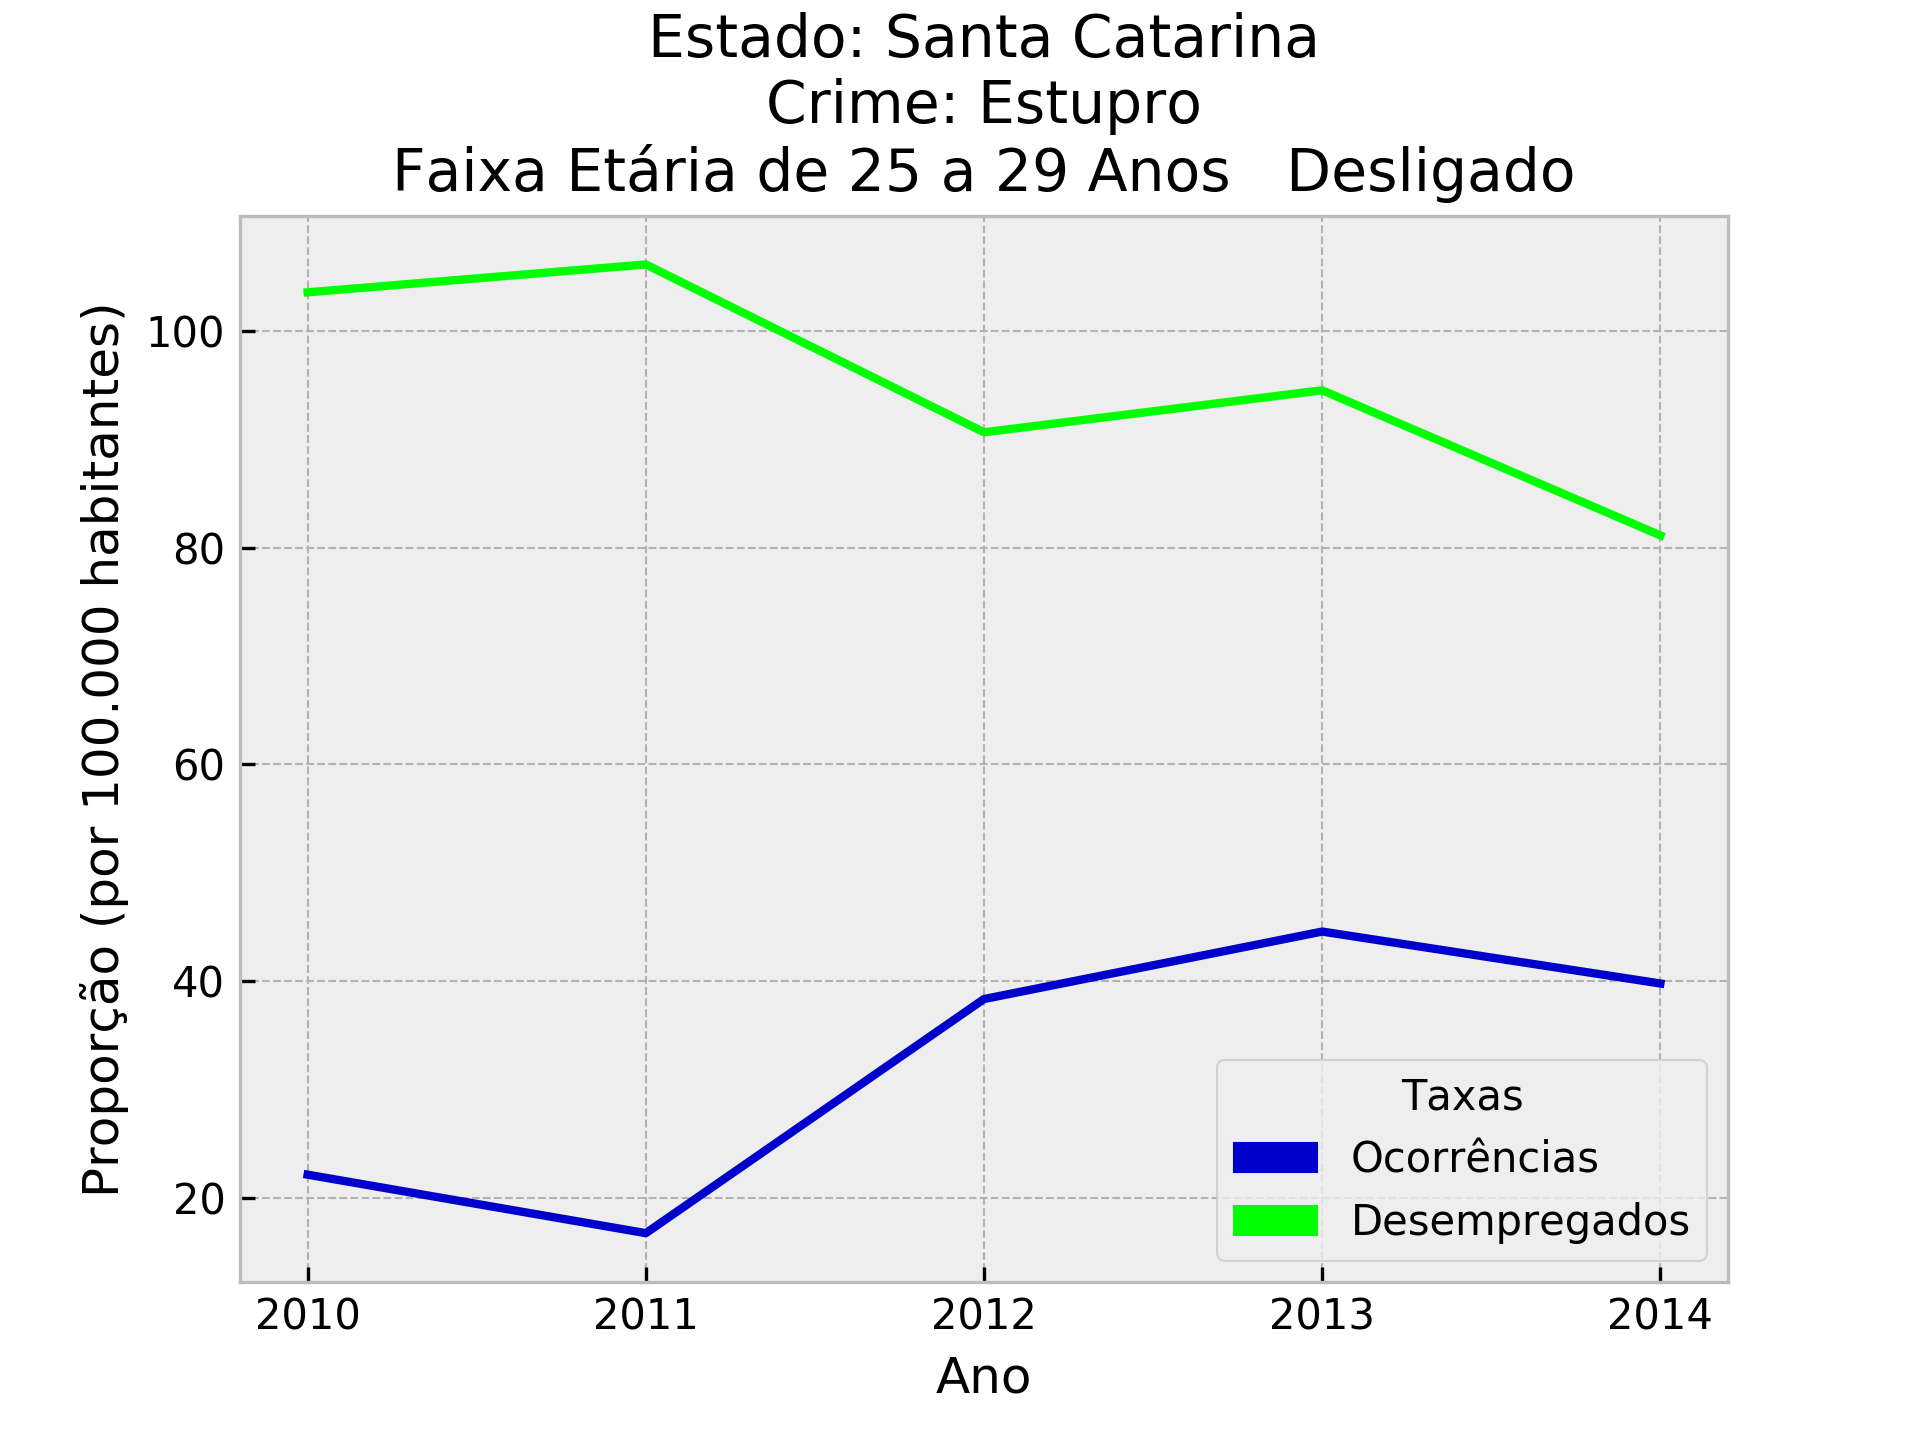 Estado: Santa Catarina
Crime: Estupro
Faixa Etária de 25 a 29 Anos   Desligado
Proporção (por 100.000 habitantes)
100
80
60
40
20
Taxas
Ocorrências
Desempregados
2010 2011 2012 2013 2014
Ano